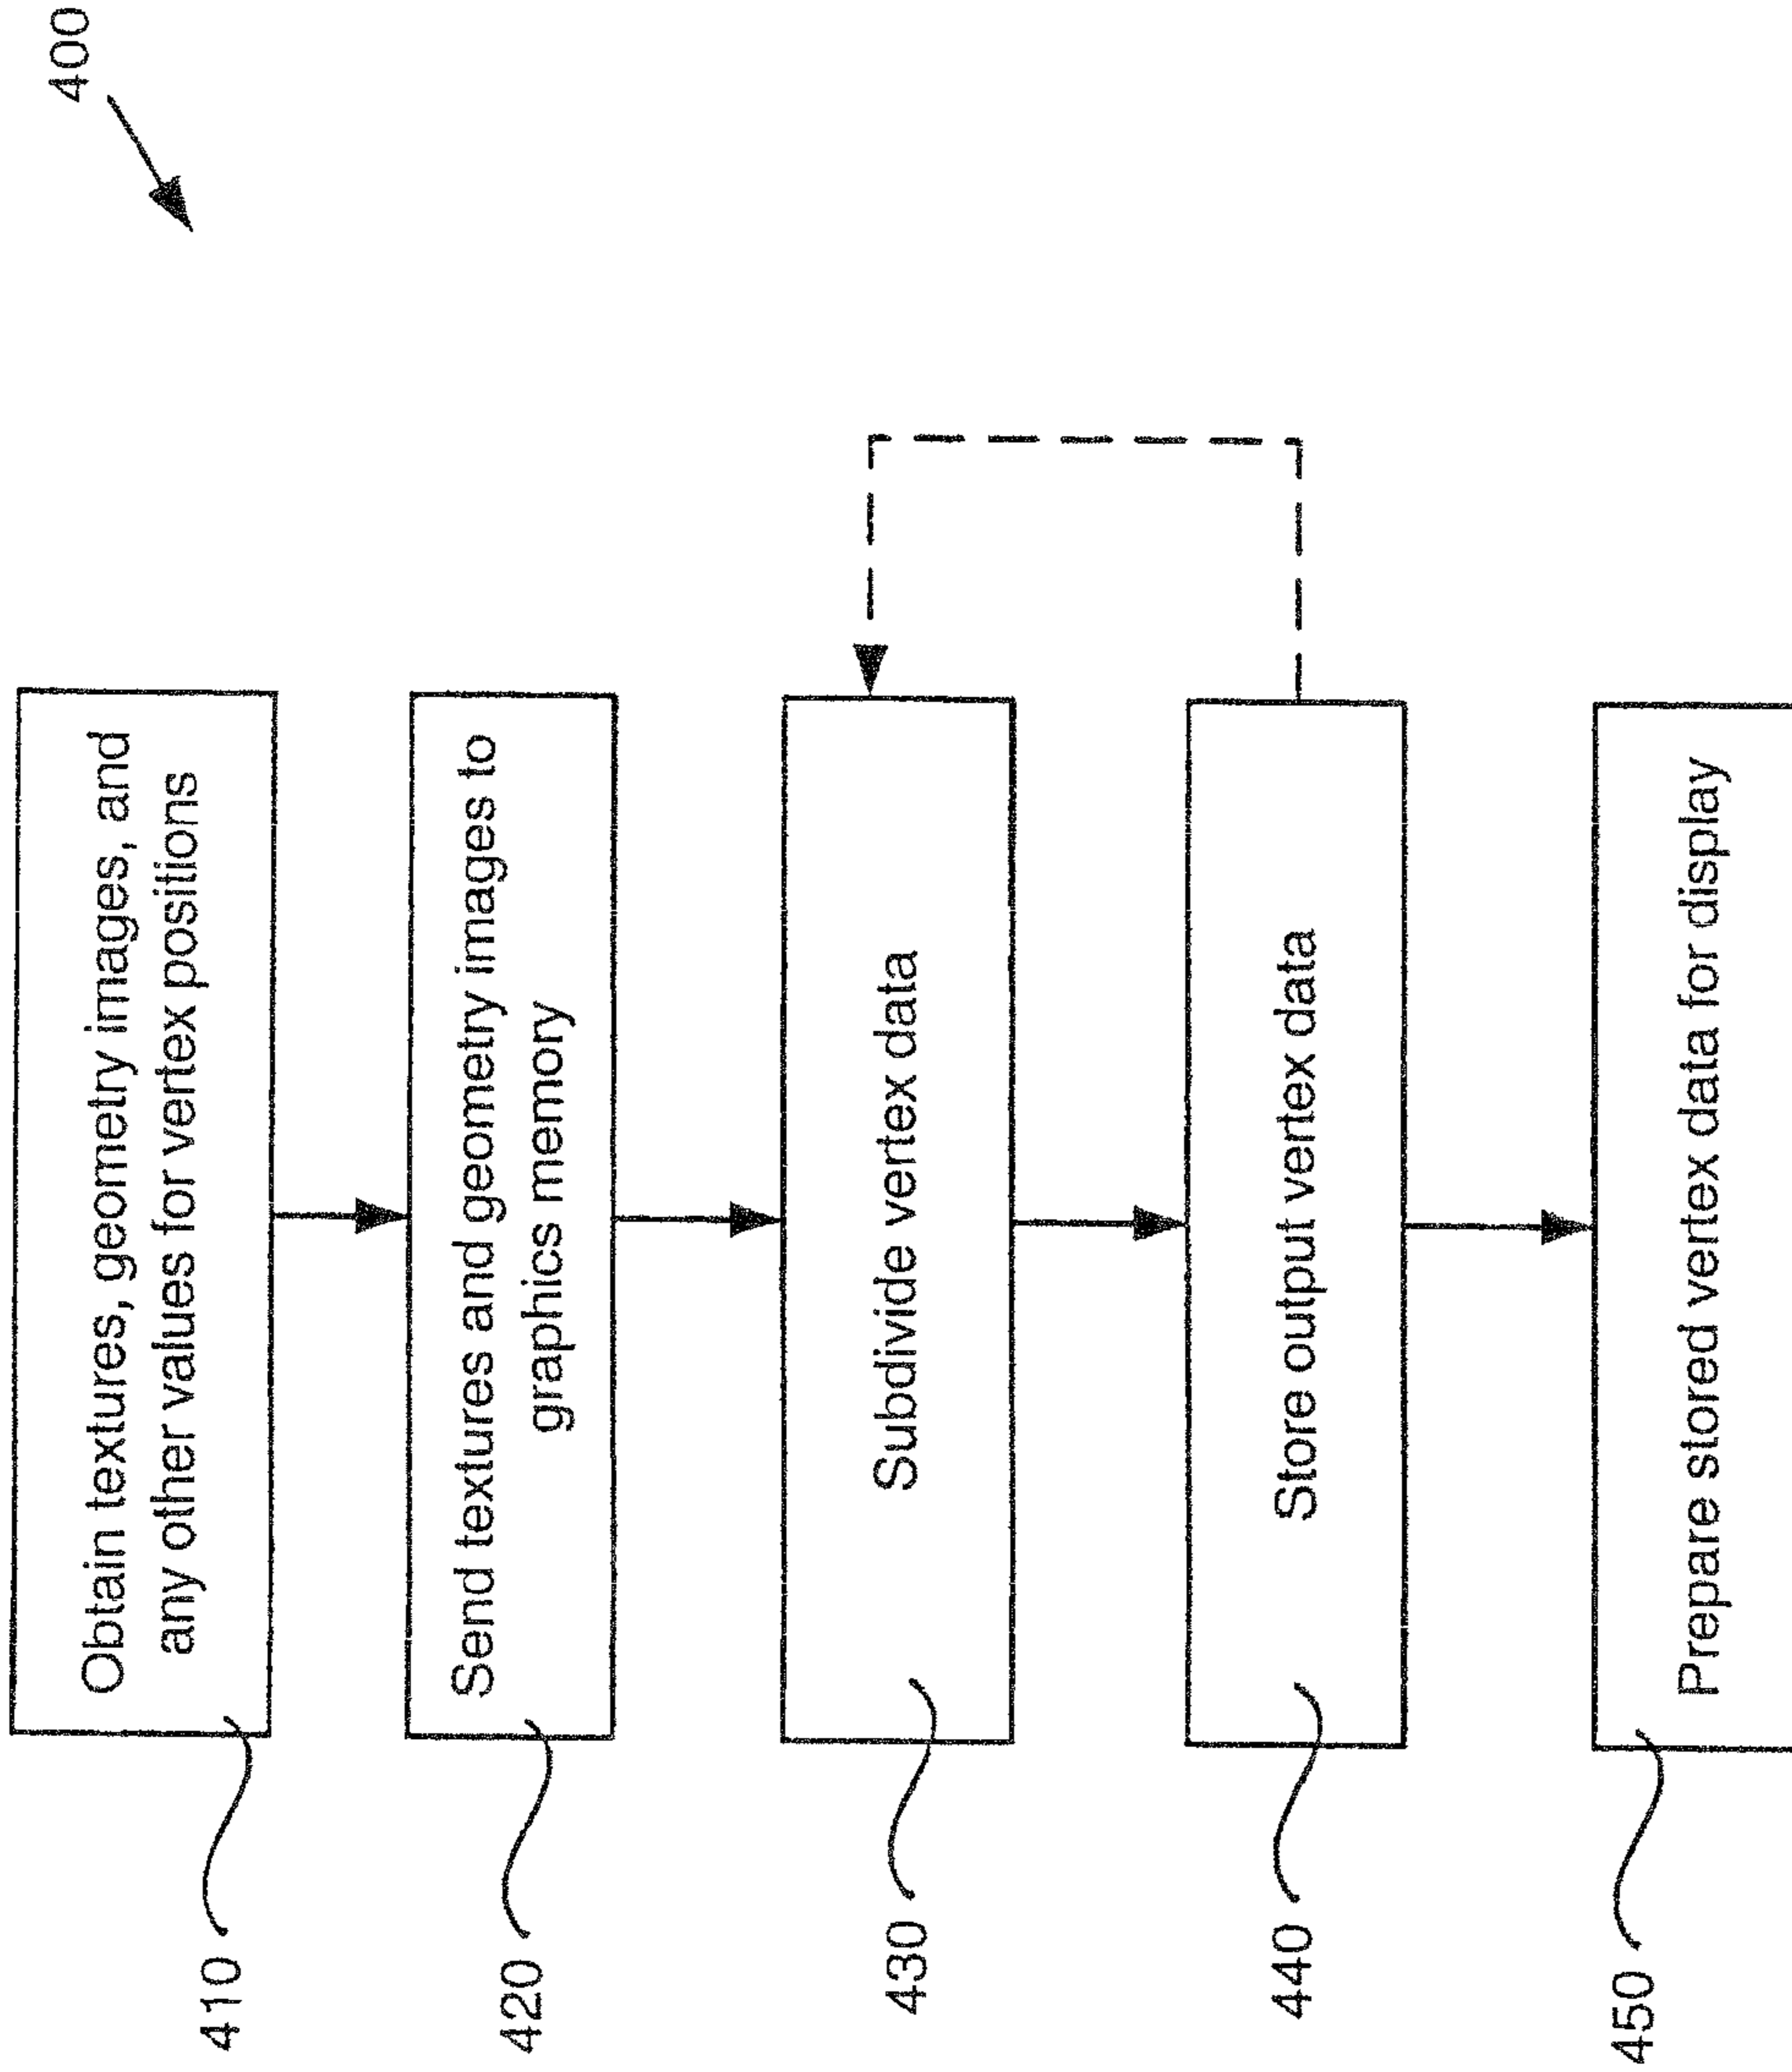 400
410
Obtain textures, geometry images, and
any other values for vertex positions
420
Send textures and geometry images to
graphics memory
430
Subdivide vertex data
440
Store output vertex data
450
Prepare stored vertex data for display